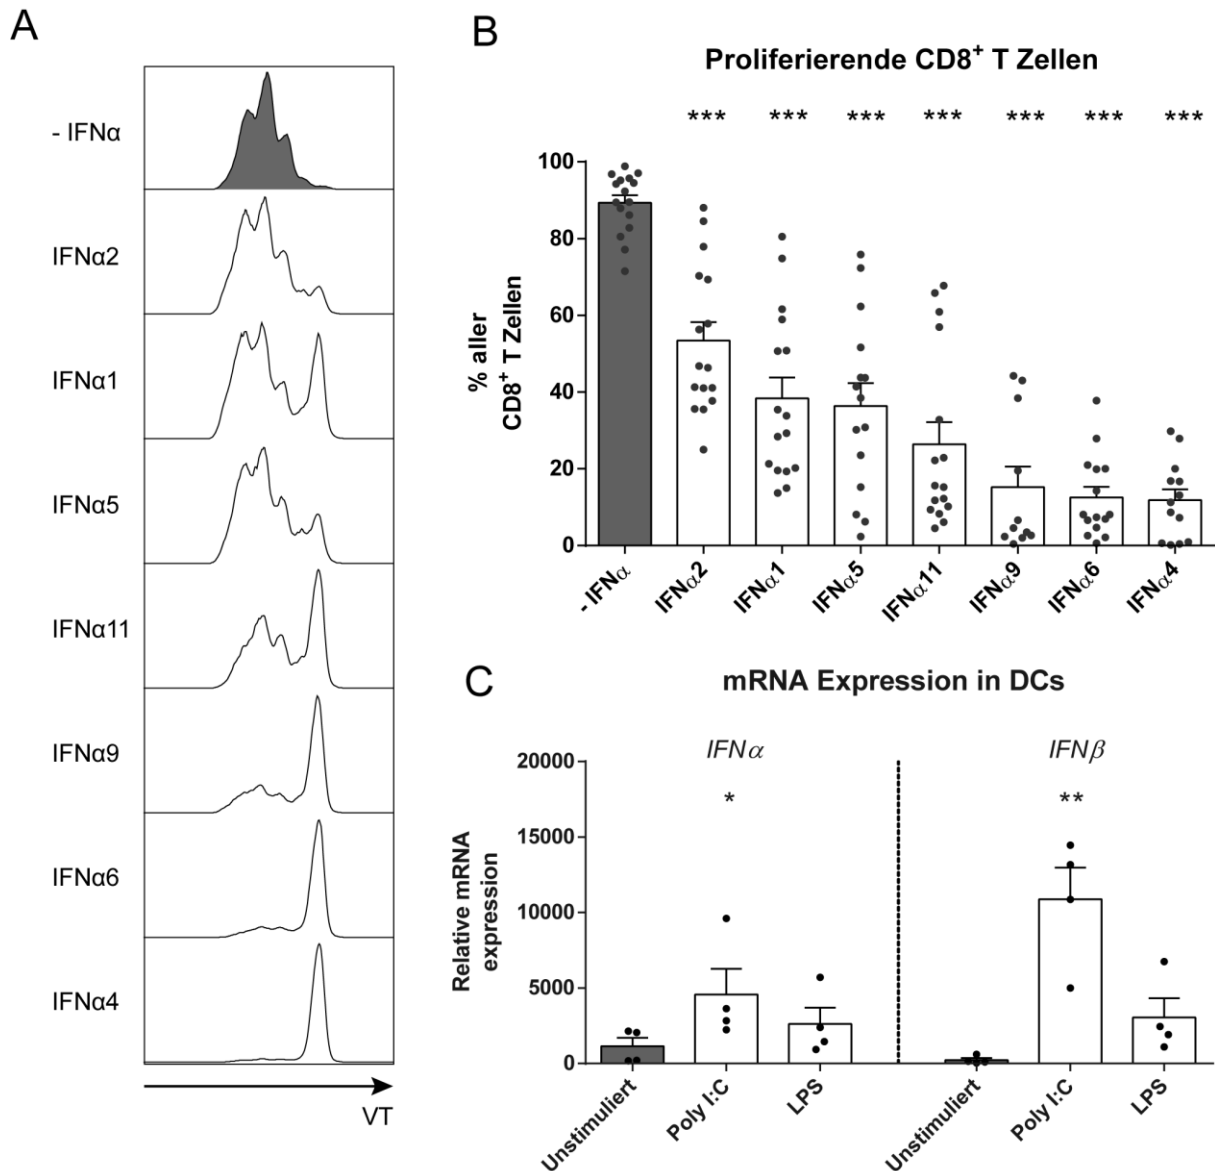 A
- IFNα
IFNα2
IFNα1
IFNα5
IFNα11
IFNα9
IFNα6
IFNα4
VT
B
Proliferierende CD8⁺ T Zellen
*** *** *** *** *** *** ***
% aller
CD8⁺ T Zellen
100
80
60
40
20
0
- IFNα IFNα2 IFNα1 IFNα5 IFNα11 IFNα9 IFNα6 IFNα4
C
mRNA Expression in DCs
IFNα IFNβ
* **
Relative mRNA
expression
20000
15000
10000
5000
0
Unstimuliert Poly I:C LPS Unstimuliert Poly I:C LPS